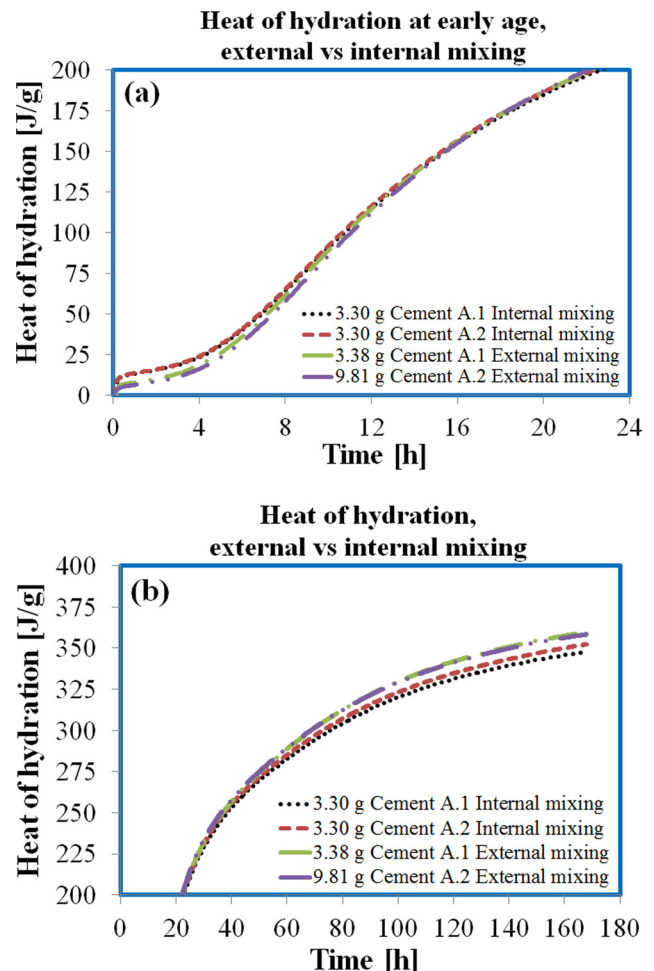 Heat of hydration at early age,
external vs internal mixing
(a)
Heat of hydration [J/g]
200
175
150
125
100
75
50
25
0
3.30 g Cement A.1 Internal mixing
3.30 g Cement A.2 Internal mixing
3.38 g Cement A.1 External mixing
9.81 g Cement A.2 External mixing
0 4 8 12 16 20 24
Time [h]
Heat of hydration,
external vs internal mixing
(b)
Heat of hydration [J/g]
400
375
350
325
300
275
250
225
200
3.30 g Cement A.1 Internal mixing
3.30 g Cement A.2 Internal mixing
3.38 g Cement A.1 External mixing
9.81 g Cement A.2 External mixing
0 20 40 60 80 100 120 140 160 180
Time [h]